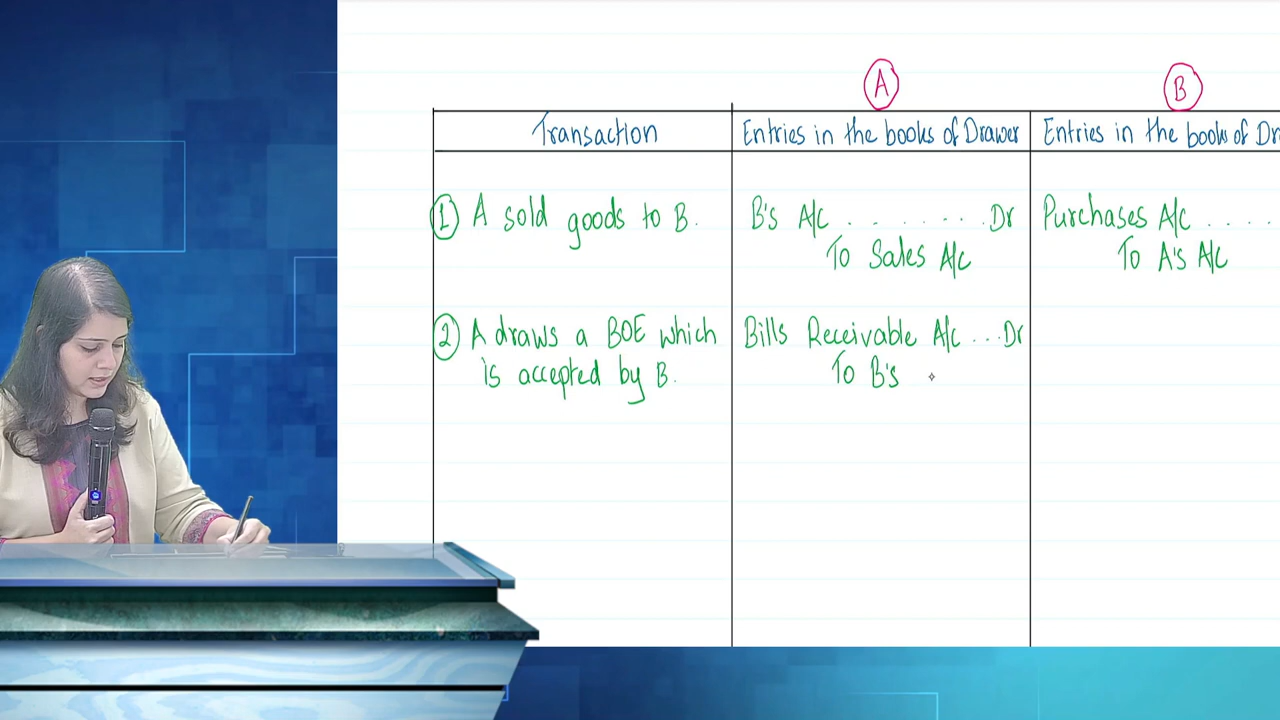 A
B
Transaction
Entries in the books of Drawer
Entries in the books of Dr
① A sold goods to B.
B's A/c . . . . . . . . Dr
Purchases A/c . . . .
To Sales A/c
To A's A/c
② A draws a BOE which
Bills Receivable A/c ... Dr
is accepted by B.
To B's